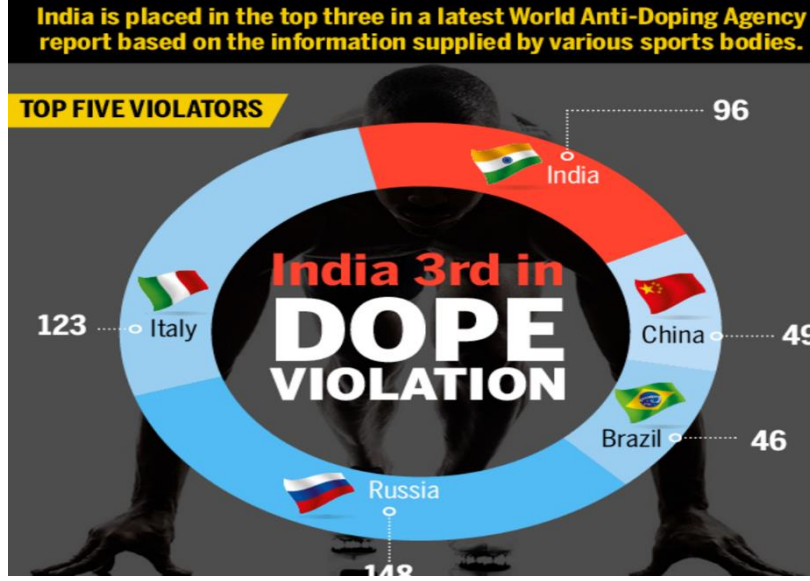 India is placed in the top three in a latest World Anti-Doping Agency
report based on the information supplied by various sports bodies.
TOP FIVE VIOLATORS
96
India
India 3rd in
DOPE
VIOLATION
123
Italy
China
49
Brazil
46
Russia
148